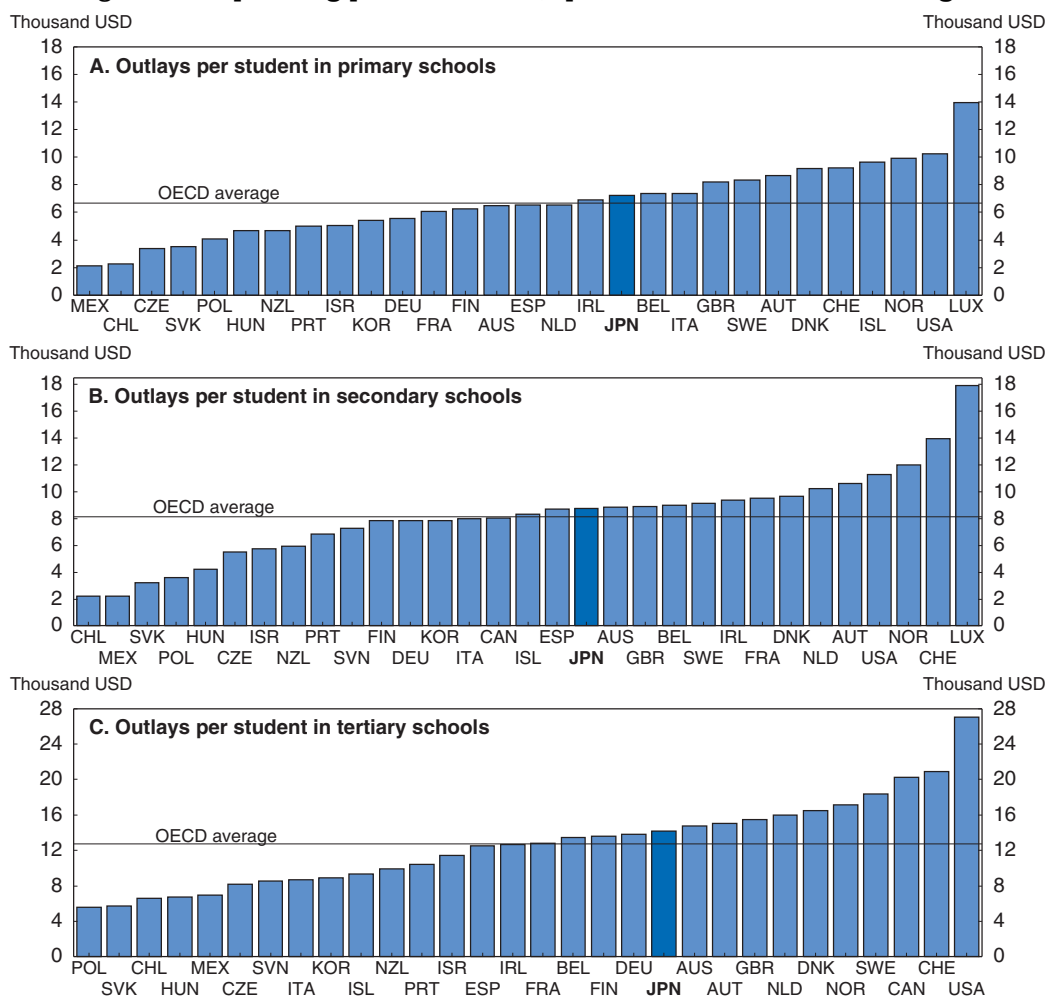 Thousand USD Thousand USD
A. Outlays per student in primary schools
18 18
16 16
14 14
12 12
10 10
8 8
OECD average
6 6
4 4
2 2
0 0
MEX CZE POL NZL ISR DEU FIN ESP IRL BEL GBR AUT CHE NOR LUX
CHL SVK HUN PRT KOR FRA AUS NLD JPN ITA SWE DNK ISL USA
Thousand USD Thousand USD
18 18
B. Outlays per student in secondary schools
16 16
14 14
12 12
10 10
OECD average
8 8
6 6
4 4
2 2
0 0
CHL SVK HUN ISR PRT FIN KOR CAN ESP AUS BEL IRL DNK AUT NOR LUX
MEX POL CZE NZL SVN DEU ITA ISL JPN GBR SWE FRA NLD USA CHE
Thousand USD Thousand USD
28 28
C. Outlays per student in tertiary schools
24 24
20 20
16 16
OECD average
12 12
8 8
4 4
0 0
POL CHL MEX SVN KOR NZL ISR IRL BEL DEU AUS GBR DNK SWE CHE
SVK HUN CZE ITA ISL PRT ESP FRA FIN JPN AUT NLD NOR CAN USA